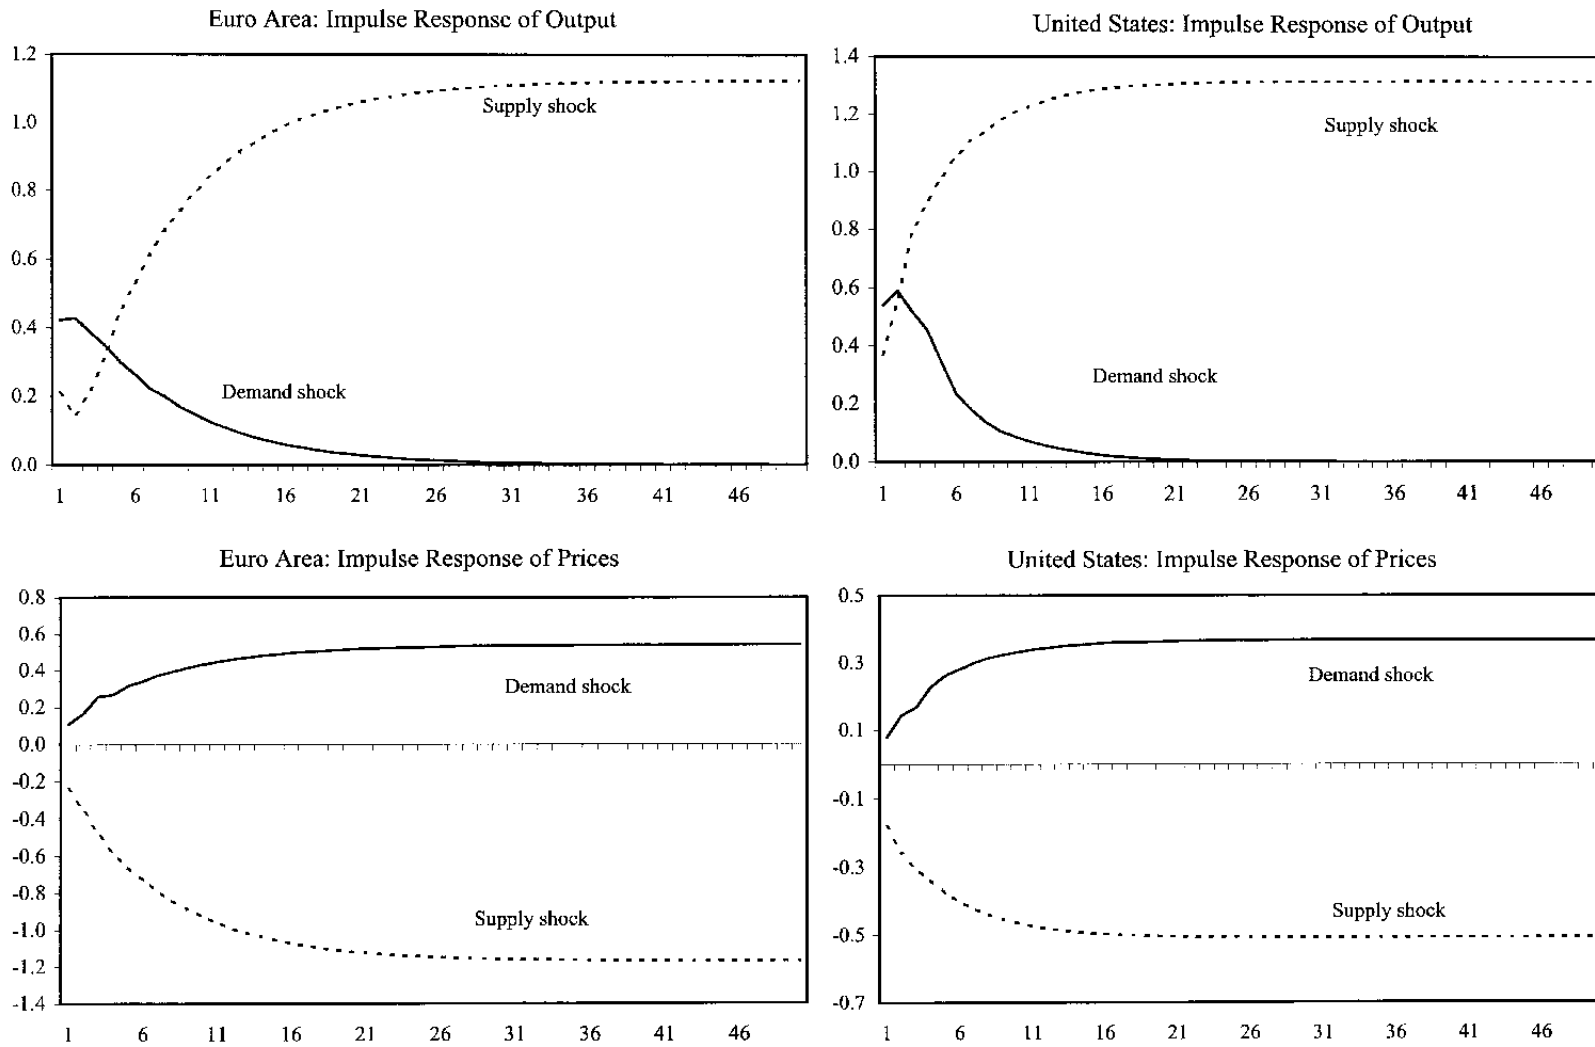 Euro Area: Impulse Response of Output
1.2
1.0
0.8
0.6
0.4
0.2
0.0
Supply shock
Demand shock
1 6 11 16 21 26 31 36 41 46
United States: Impulse Response of Output
1.4
1.2
1.0
0.8
0.6
0.4
0.2
0.0
Supply shock
Demand shock
1 6 11 16 21 26 31 36 41 46
Euro Area: Impulse Response of Prices
0.8
0.6
0.4
0.2
0.0
-0.2
-0.4
-0.6
-0.8
-1.0
-1.2
-1.4
Demand shock
Supply shock
1 6 11 16 21 26 31 36 41 46
United States: Impulse Response of Prices
0.5
0.3
0.1
-0.1
-0.3
-0.5
-0.7
Demand shock
Supply shock
1 6 11 16 21 26 31 36 41 46